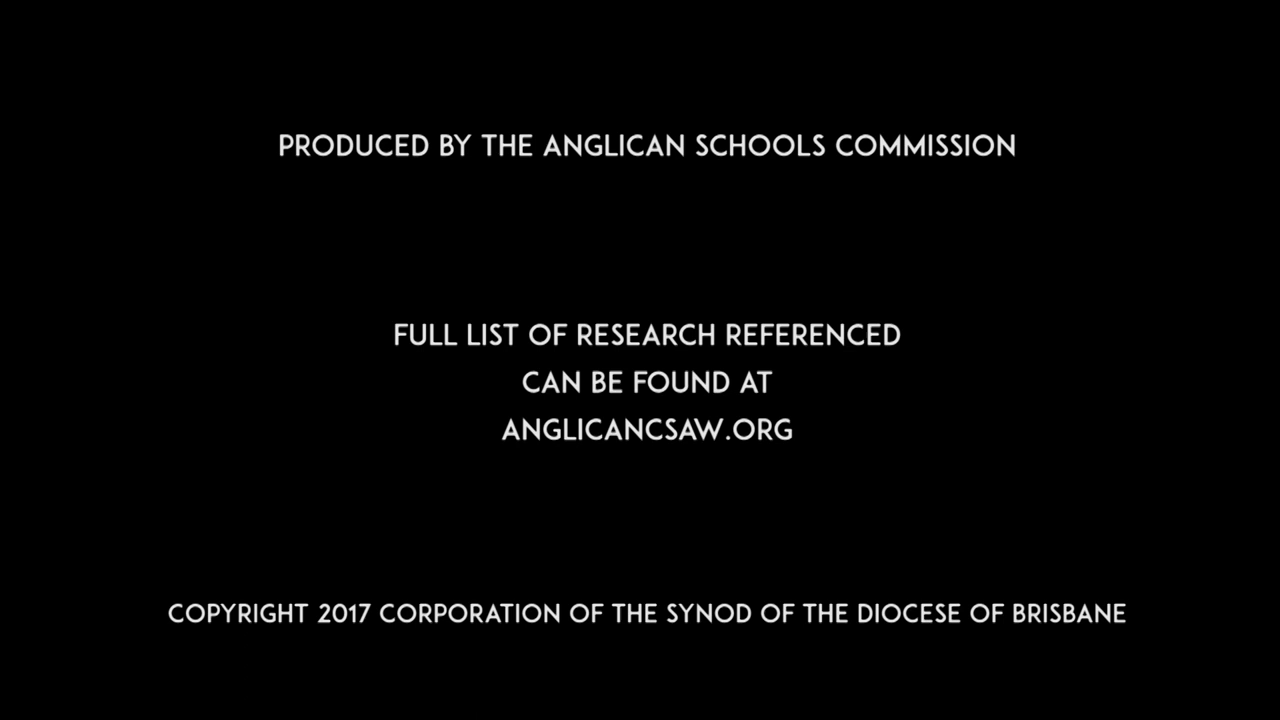 PRODUCED BY THE ANGLICAN SCHOOLS COMMISSION
FULL LIST OF RESEARCH REFERENCED
CAN BE FOUND AT
ANGLICANCSAW.ORG
COPYRIGHT 2017 CORPORATION OF THE SYNOD OF THE DIOCESE OF BRISBANE